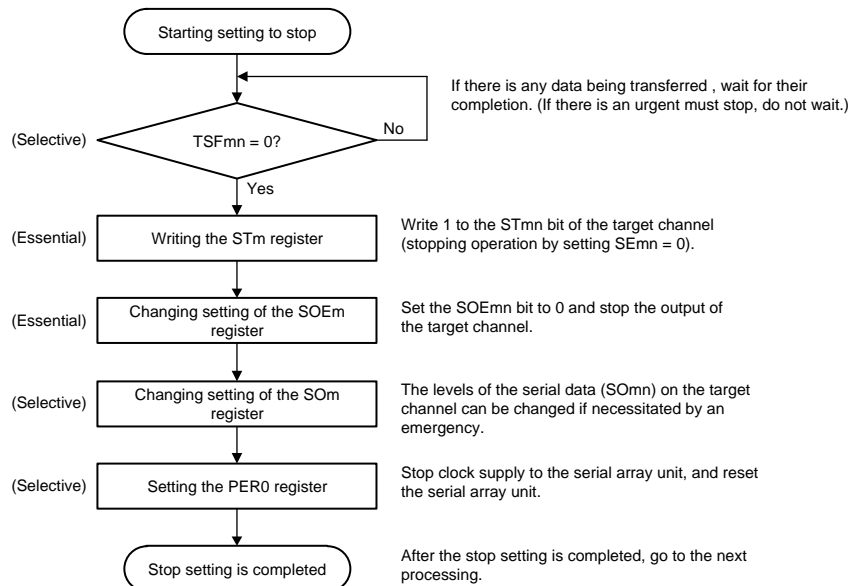 Starting setting to stop
If there is any data being transferred , wait for their
completion. (If there is an urgent must stop, do not wait.)
(Selective)
TSFmn = 0?
No
Yes
(Essential)
Writing the STm register
Write 1 to the STmn bit of the target channel
(stopping operation by setting SEmn = 0).
(Essential)
Changing setting of the SOEm
register
Set the SOEmn bit to 0 and stop the output of
the target channel.
(Selective)
Changing setting of the SOm
register
The levels of the serial data (SOmn) on the target
channel can be changed if necessitated by an
emergency.
(Selective)
Setting the PER0 register
Stop clock supply to the serial array unit, and reset
the serial array unit.
Stop setting is completed
After the stop setting is completed, go to the next
processing.